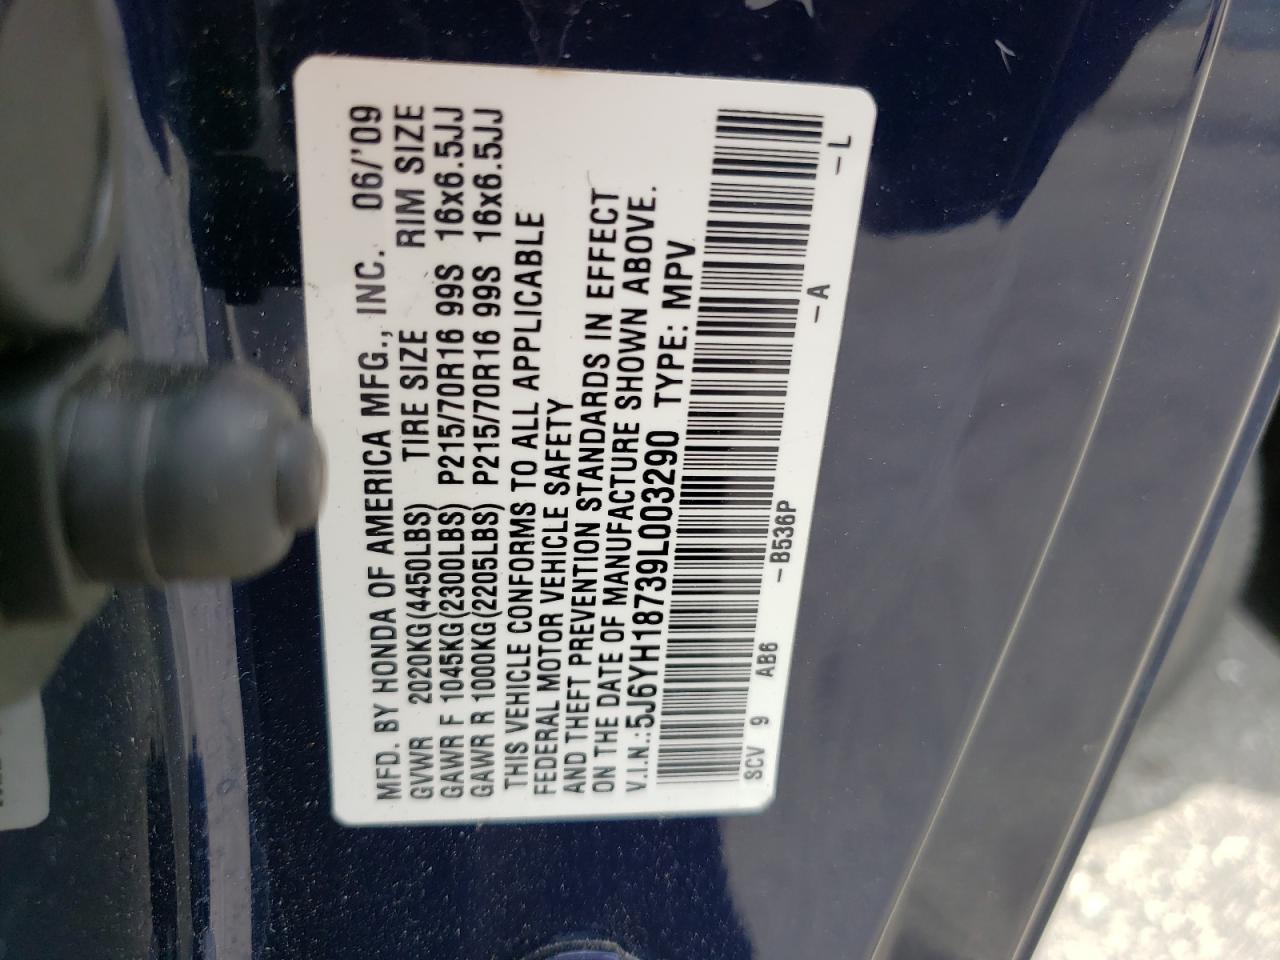 MFD. BY HONDA OF AMERICA MFG., INC. 06/'09
GVWR 2020KG(4450LBS) TIRE SIZE RIM SIZE
GAWR F 1045KG(2300LBS) P215/70R16 99S 16x6.5JJ
GAWR R 1000KG(2205LBS) P215/70R16 99S 16x6.5JJ
THIS VEHICLE CONFORMS TO ALL APPLICABLE
FEDERAL MOTOR VEHICLE SAFETY
AND THEFT PREVENTION STANDARDS IN EFFECT
ON THE DATE OF MANUFACTURE SHOWN ABOVE.
V.I.N.:5J6YH18739L003290 TYPE: MPV
SCV 9 AB6 -B536P -A -L